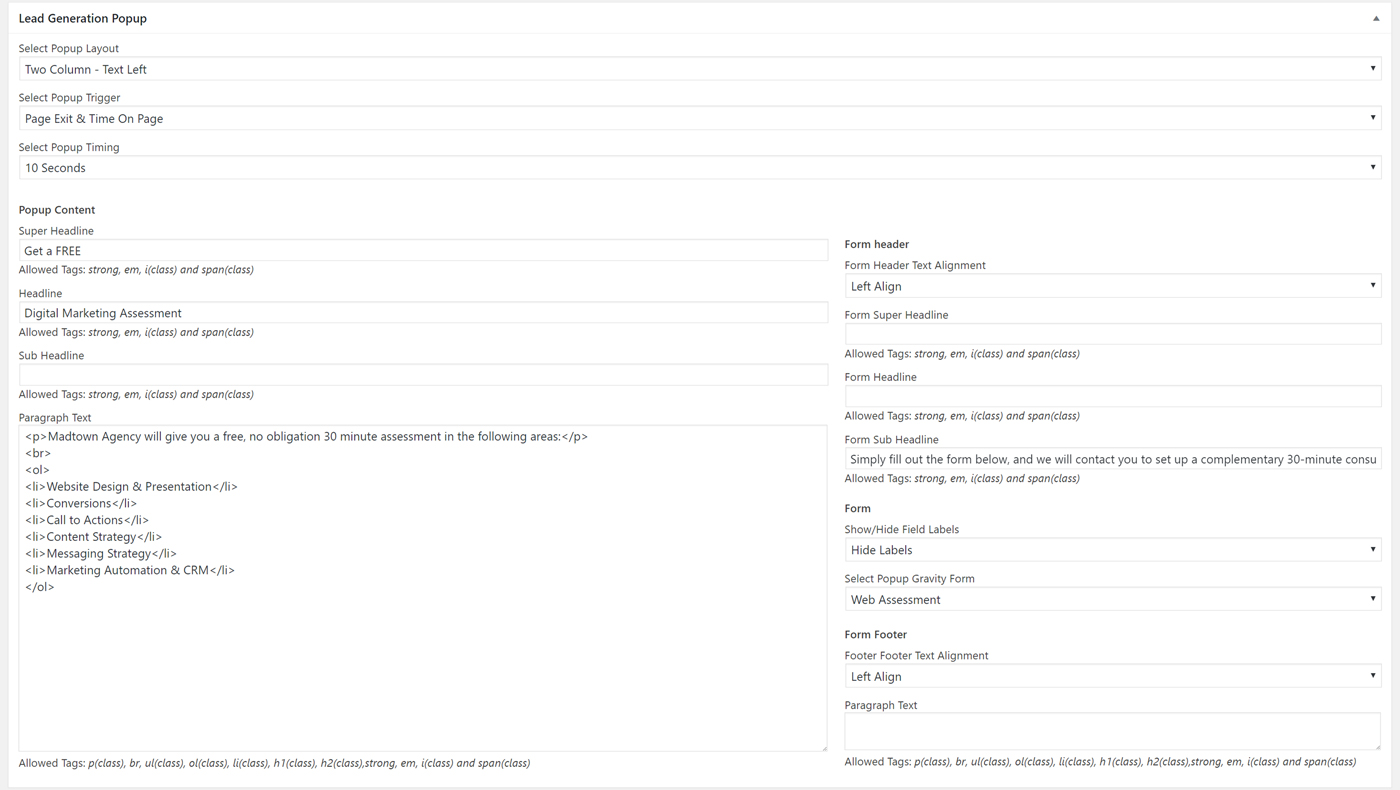 Lead Generation Popup
Select Popup Layout
Two Column - Text Left
Select Popup Trigger
Page Exit & Time On Page
Select Popup Timing
10 Seconds
Popup Content
Super Headline
Get a FREE
Allowed Tags: strong, em, i(class) and span(class)
Headline
Digital Marketing Assessment
Allowed Tags: strong, em, i(class) and span(class)
Sub Headline
Allowed Tags: strong, em, i(class) and span(class)
Paragraph Text
<p>Madtown Agency will give you a free, no obligation 30 minute assessment in the following areas:</p>
<br>
<ol>
<li>Website Design & Presentation</li>
<li>Conversions</li>
<li>Call to Actions</li>
<li>Content Strategy</li>
<li>Messaging Strategy</li>
<li>Marketing Automation & CRM</li>
</ol>
Allowed Tags: p(class), br, ul(class), ol(class), li(class), h1(class), h2(class),strong, em, i(class) and span(class)
Form header
Form Header Text Alignment
Left Align
Form Super Headline
Allowed Tags: strong, em, i(class) and span(class)
Form Headline
Allowed Tags: strong, em, i(class) and span(class)
Form Sub Headline
Simply fill out the form below, and we will contact you to set up a complementary 30-minute consu
Allowed Tags: strong, em, i(class) and span(class)
Form
Show/Hide Field Labels
Hide Labels
Select Popup Gravity Form
Web Assessment
Form Footer
Footer Footer Text Alignment
Left Align
Paragraph Text
Allowed Tags: p(class), br, ul(class), ol(class), li(class), h1(class), h2(class),strong, em, i(class) and span(class)